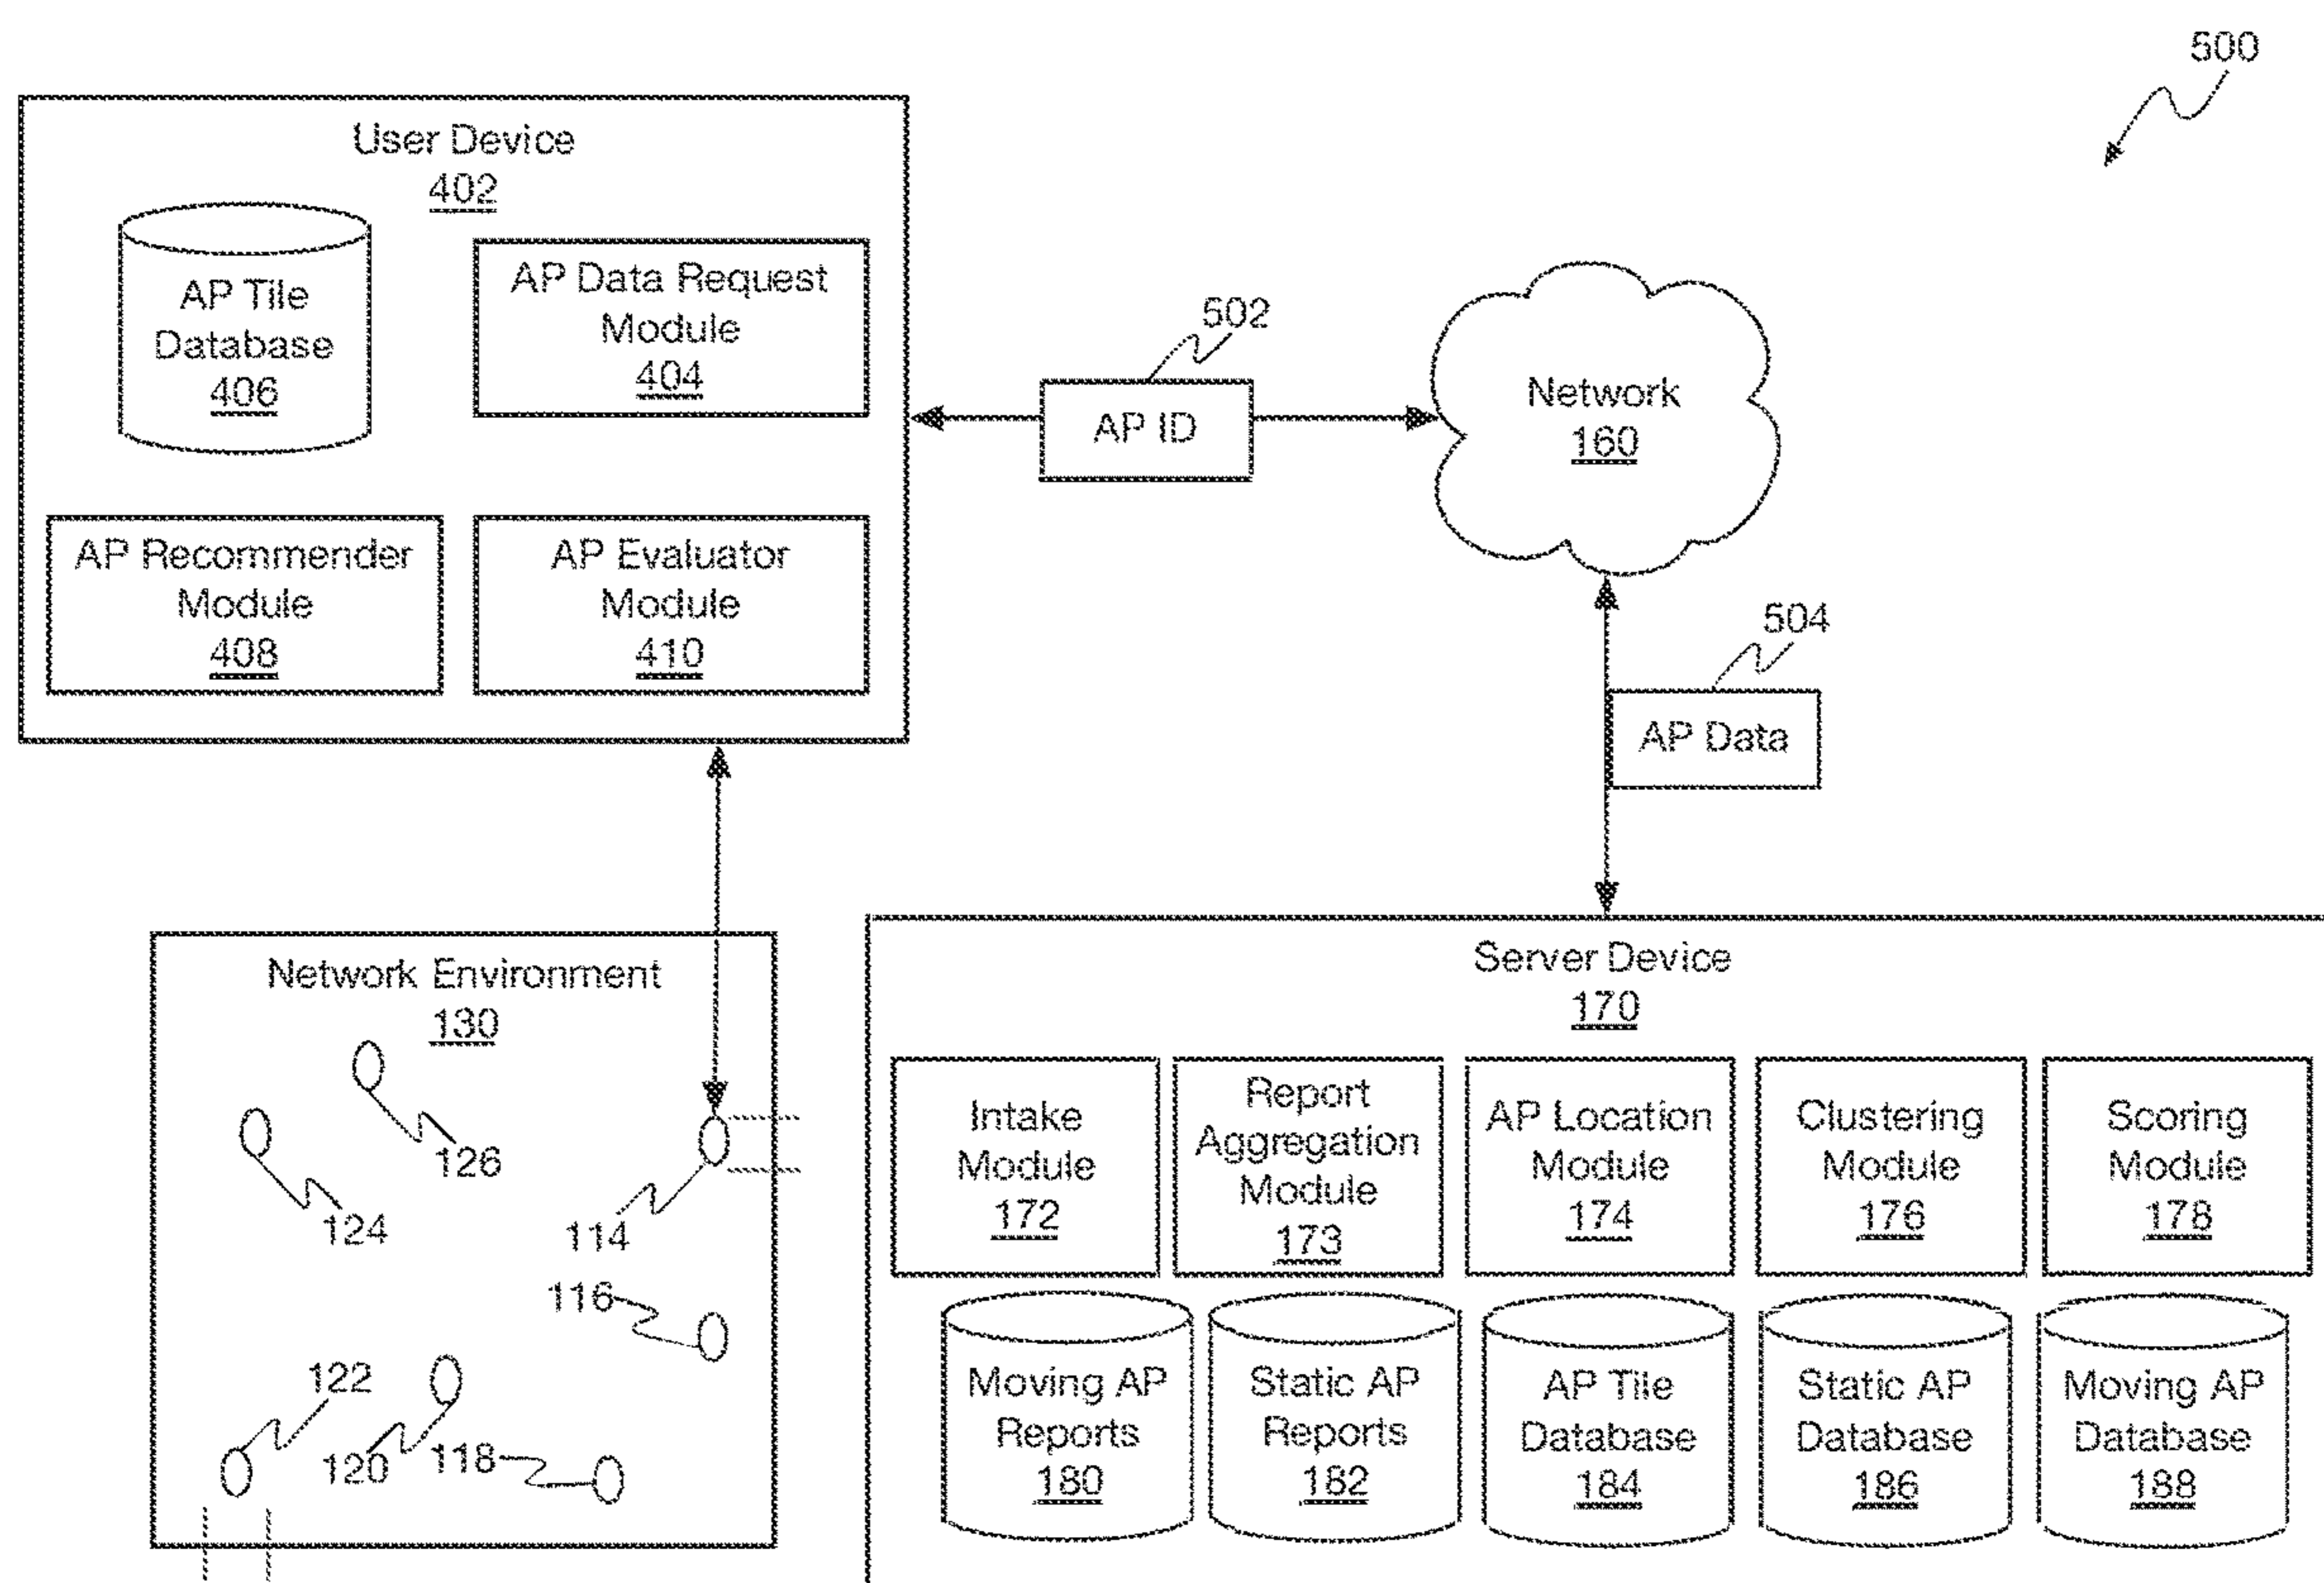 500
User Device
402
AP Tile
Database
406
AP Data Request
Module
404
AP Recommender
Module
408
AP Evaluator
Module
410
502
AP ID
Network
160
504
AP Data
Network Environment
130
126
124
114
116
122
120
118
Server Device
170
Intake
Module
172
Report
Aggregation
Module
173
AP Location
Module
174
Clustering
Module
176
Scoring
Module
178
Moving AP
Reports
180
Static AP
Reports
182
AP Tile
Database
184
Static AP
Database
186
Moving AP
Database
188